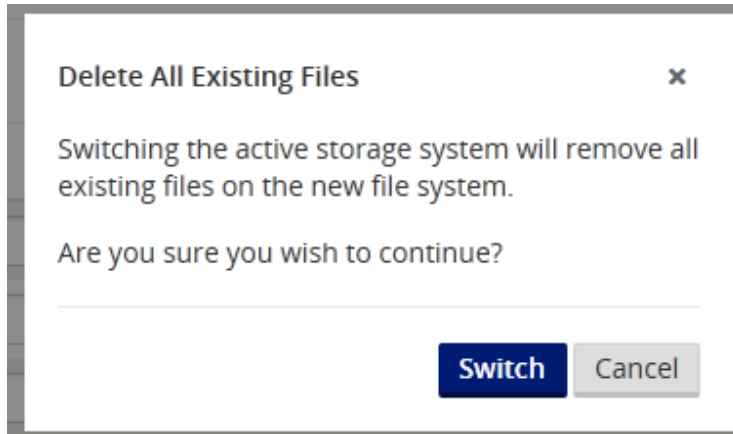 Delete All Existing Files
Switching the active storage system will remove all
existing files on the new file system.
Are you sure you wish to continue?
Switch Cancel